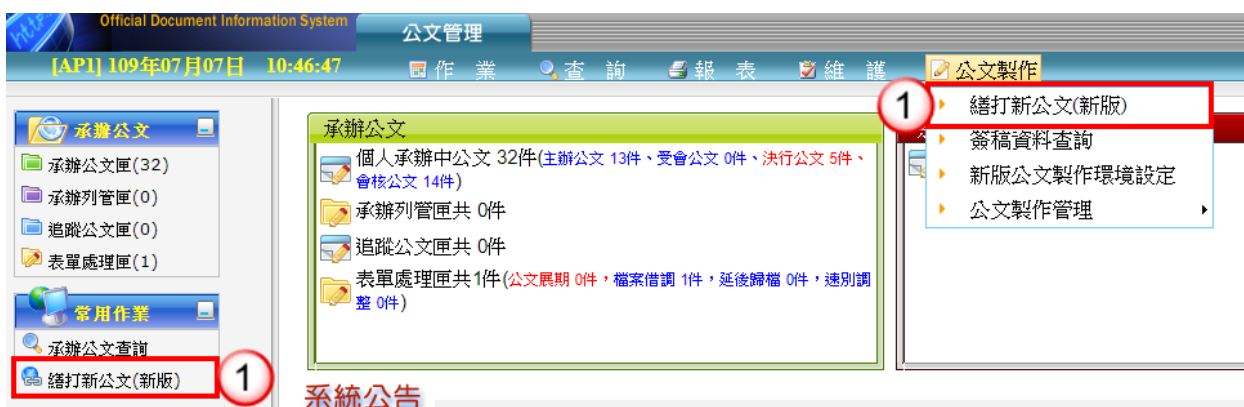 Official Document Information System
公文管理
[AP1] 109年07月07日 10:46:47
作 業 查 詢 報 表 維 護 公文製作
1
繕打新公文(新版)
簽稿資料查詢
新版公文製作環境設定
公文製作管理
承辦公文
承辦公文匣(32)
承辦列管匣(0)
追蹤公文匣(0)
表單處理匣(1)
常用作業
承辦公文查詢
繕打新公文(新版)
1
承辦公文
個人承辦中公文 32件(主辦公文 13件、受會公文 0件、決行公文 5件、
會核公文 14件)
承辦列管匣共 0件
追蹤公文匣共 0件
表單處理匣共1件(公文展期 0件，檔案借調 1件，延後歸檔 0件，速別調
整 0件)
系統公告